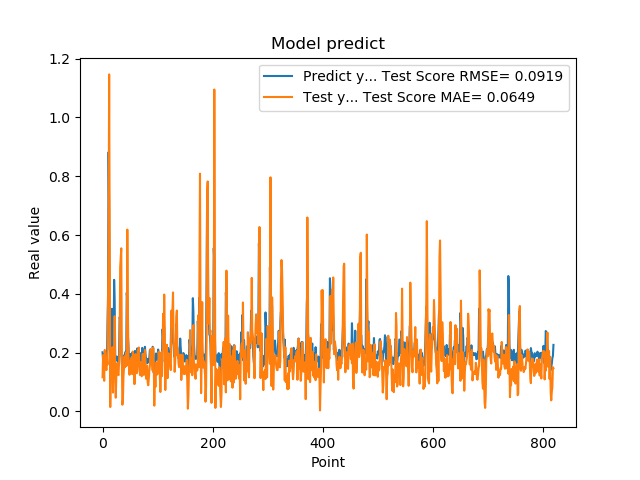 Model predict
Predict y... Test Score RMSE= 0.0919
Test y... Test Score MAE= 0.0649
Real value
1.2
1.0
0.8
0.6
0.4
0.2
0.0
0 200 400 600 800
Point